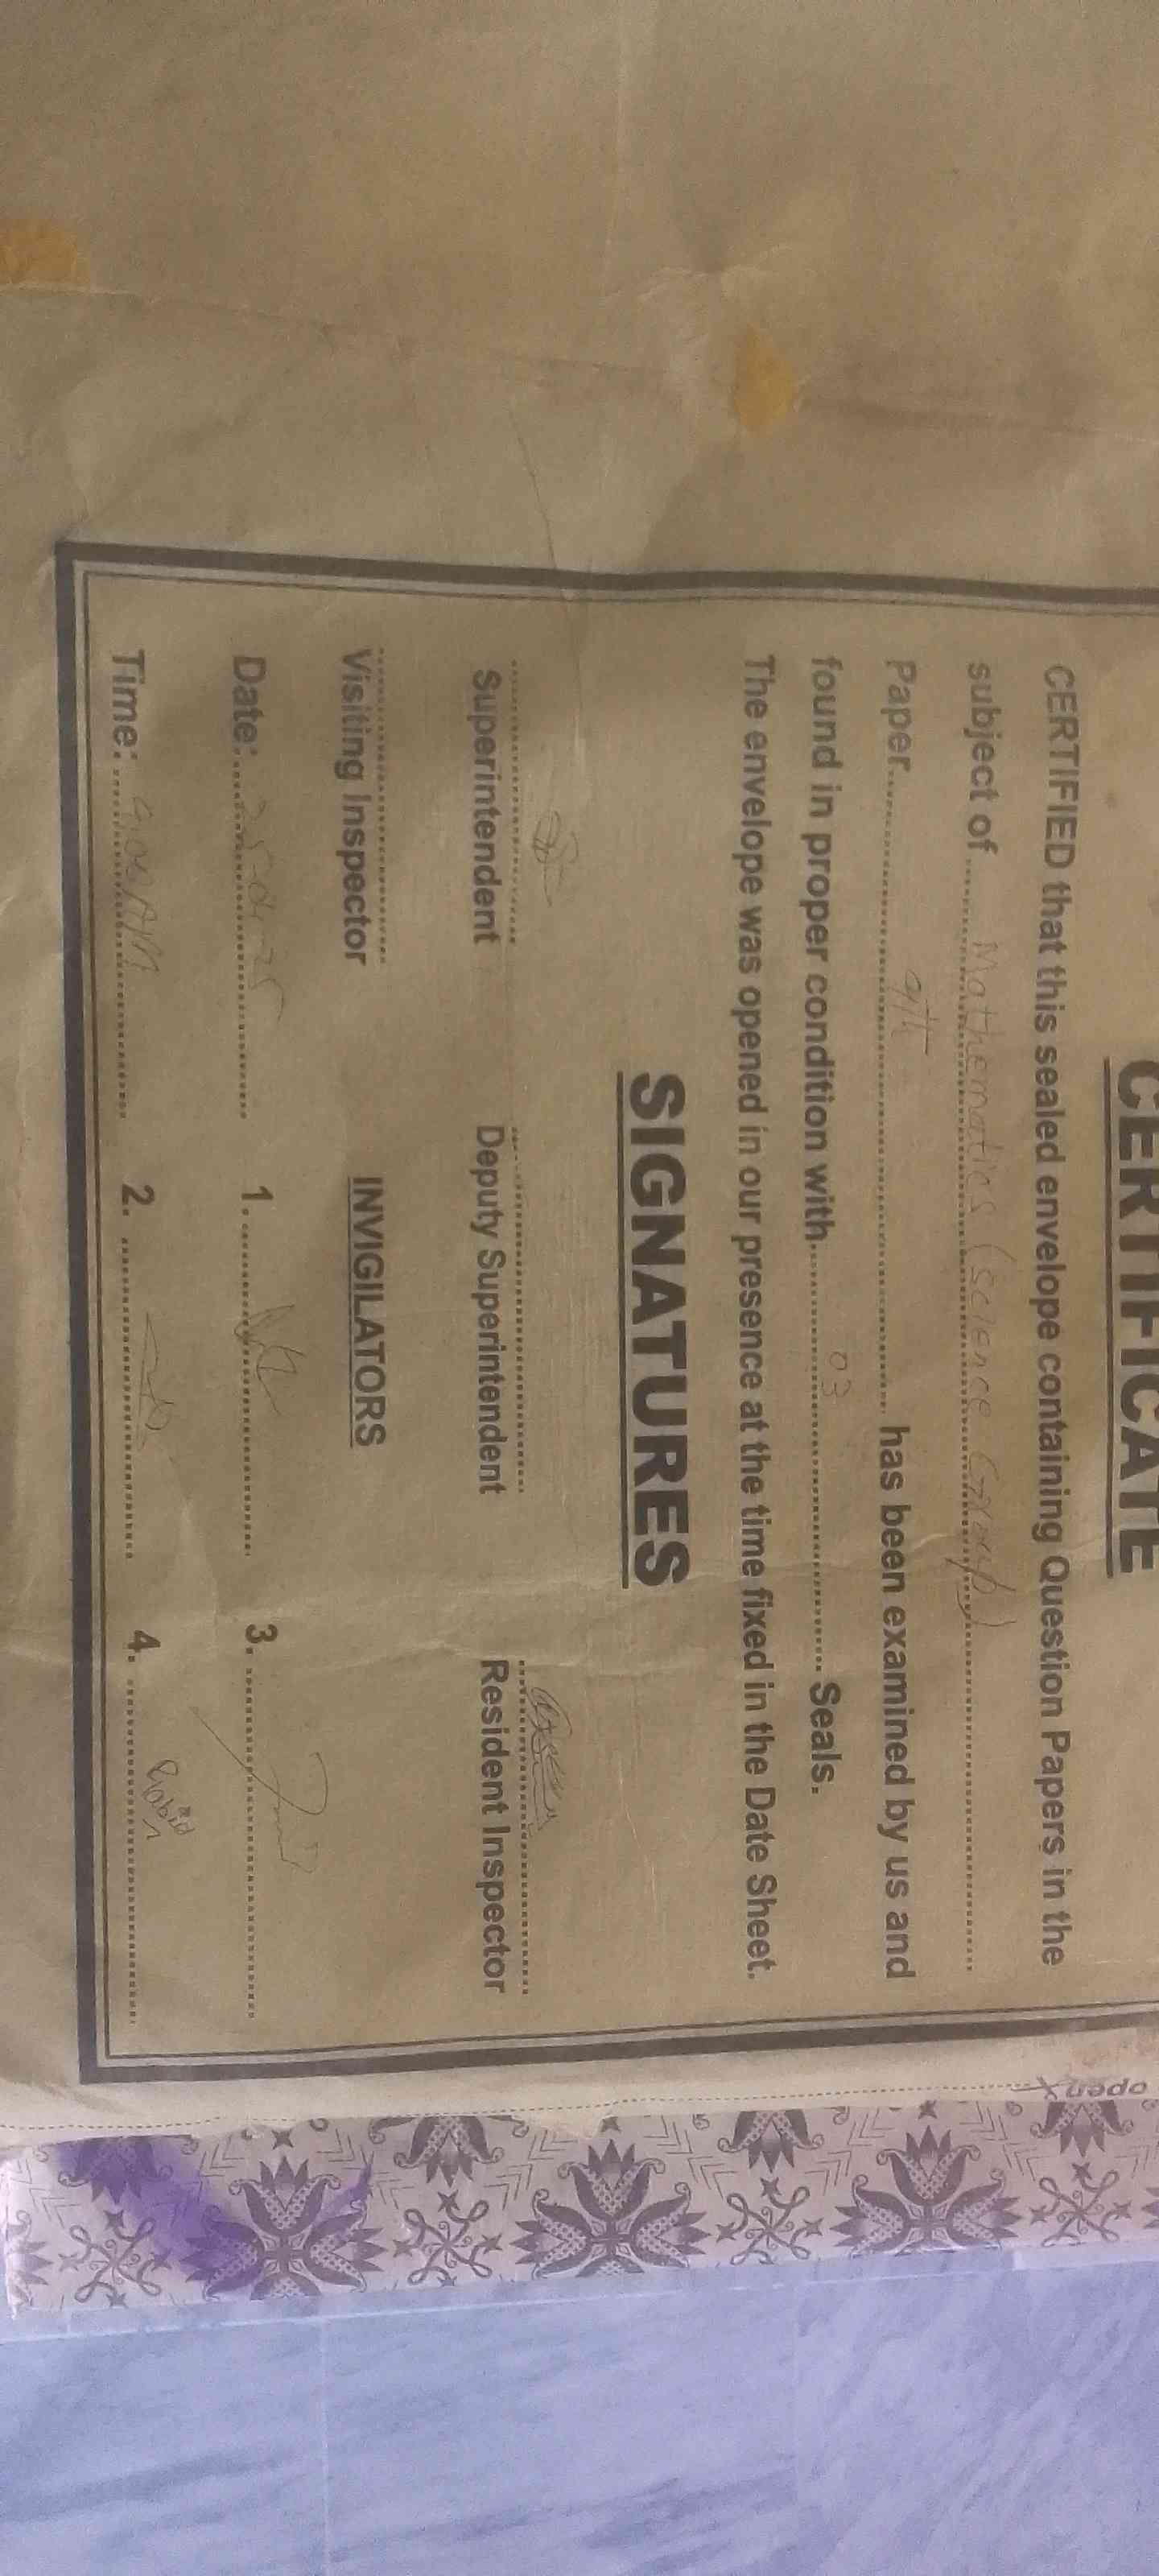 CERTIFICATE
CERTIFIED that this sealed envelope containing Question Papers in the
subject of Mathematics (Science Group)
Paper 9th has been examined by us and
found in proper condition with 03 Seals.
The envelope was opened in our presence at the time fixed in the Date Sheet.
SIGNATURES
Superintendent Deputy Superintendent Resident Inspector
Visiting Inspector INVIGILATORS
Date: 1. 3.
Time: 2. 4.
open